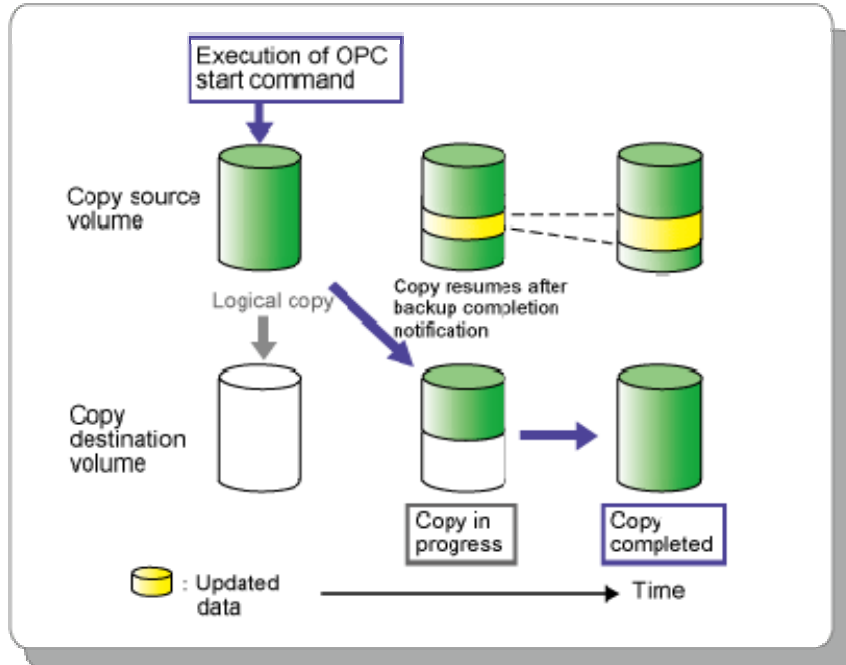 Execution of OPC
start command
Copy source
volume
Logical copy
Copy resumes after
backup completion
notification
Copy
destination
volume
Copy in
progress
Copy
completed
: Updated
data
Time